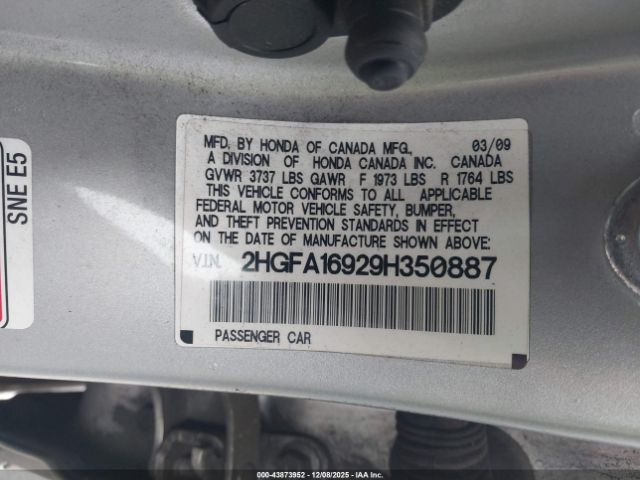 MFD. BY HONDA OF CANADA MFG., 03/09
A DIVISION OF HONDA CANADA INC. CANADA
GVWR 3737 LBS GAWR F 1973 LBS R 1764 LBS
THIS VEHICLE CONFORMS TO ALL APPLICABLE
FEDERAL MOTOR VEHICLE SAFETY, BUMPER,
AND THEFT PREVENTION STANDARDS IN EFFECT
ON THE DATE OF MANUFACTURE SHOWN ABOVE:
V.I.N. 2HGFA16929H350887
PASSENGER CAR
SNE E5
000-43873952 | 12/08/2025 - IAA Inc.